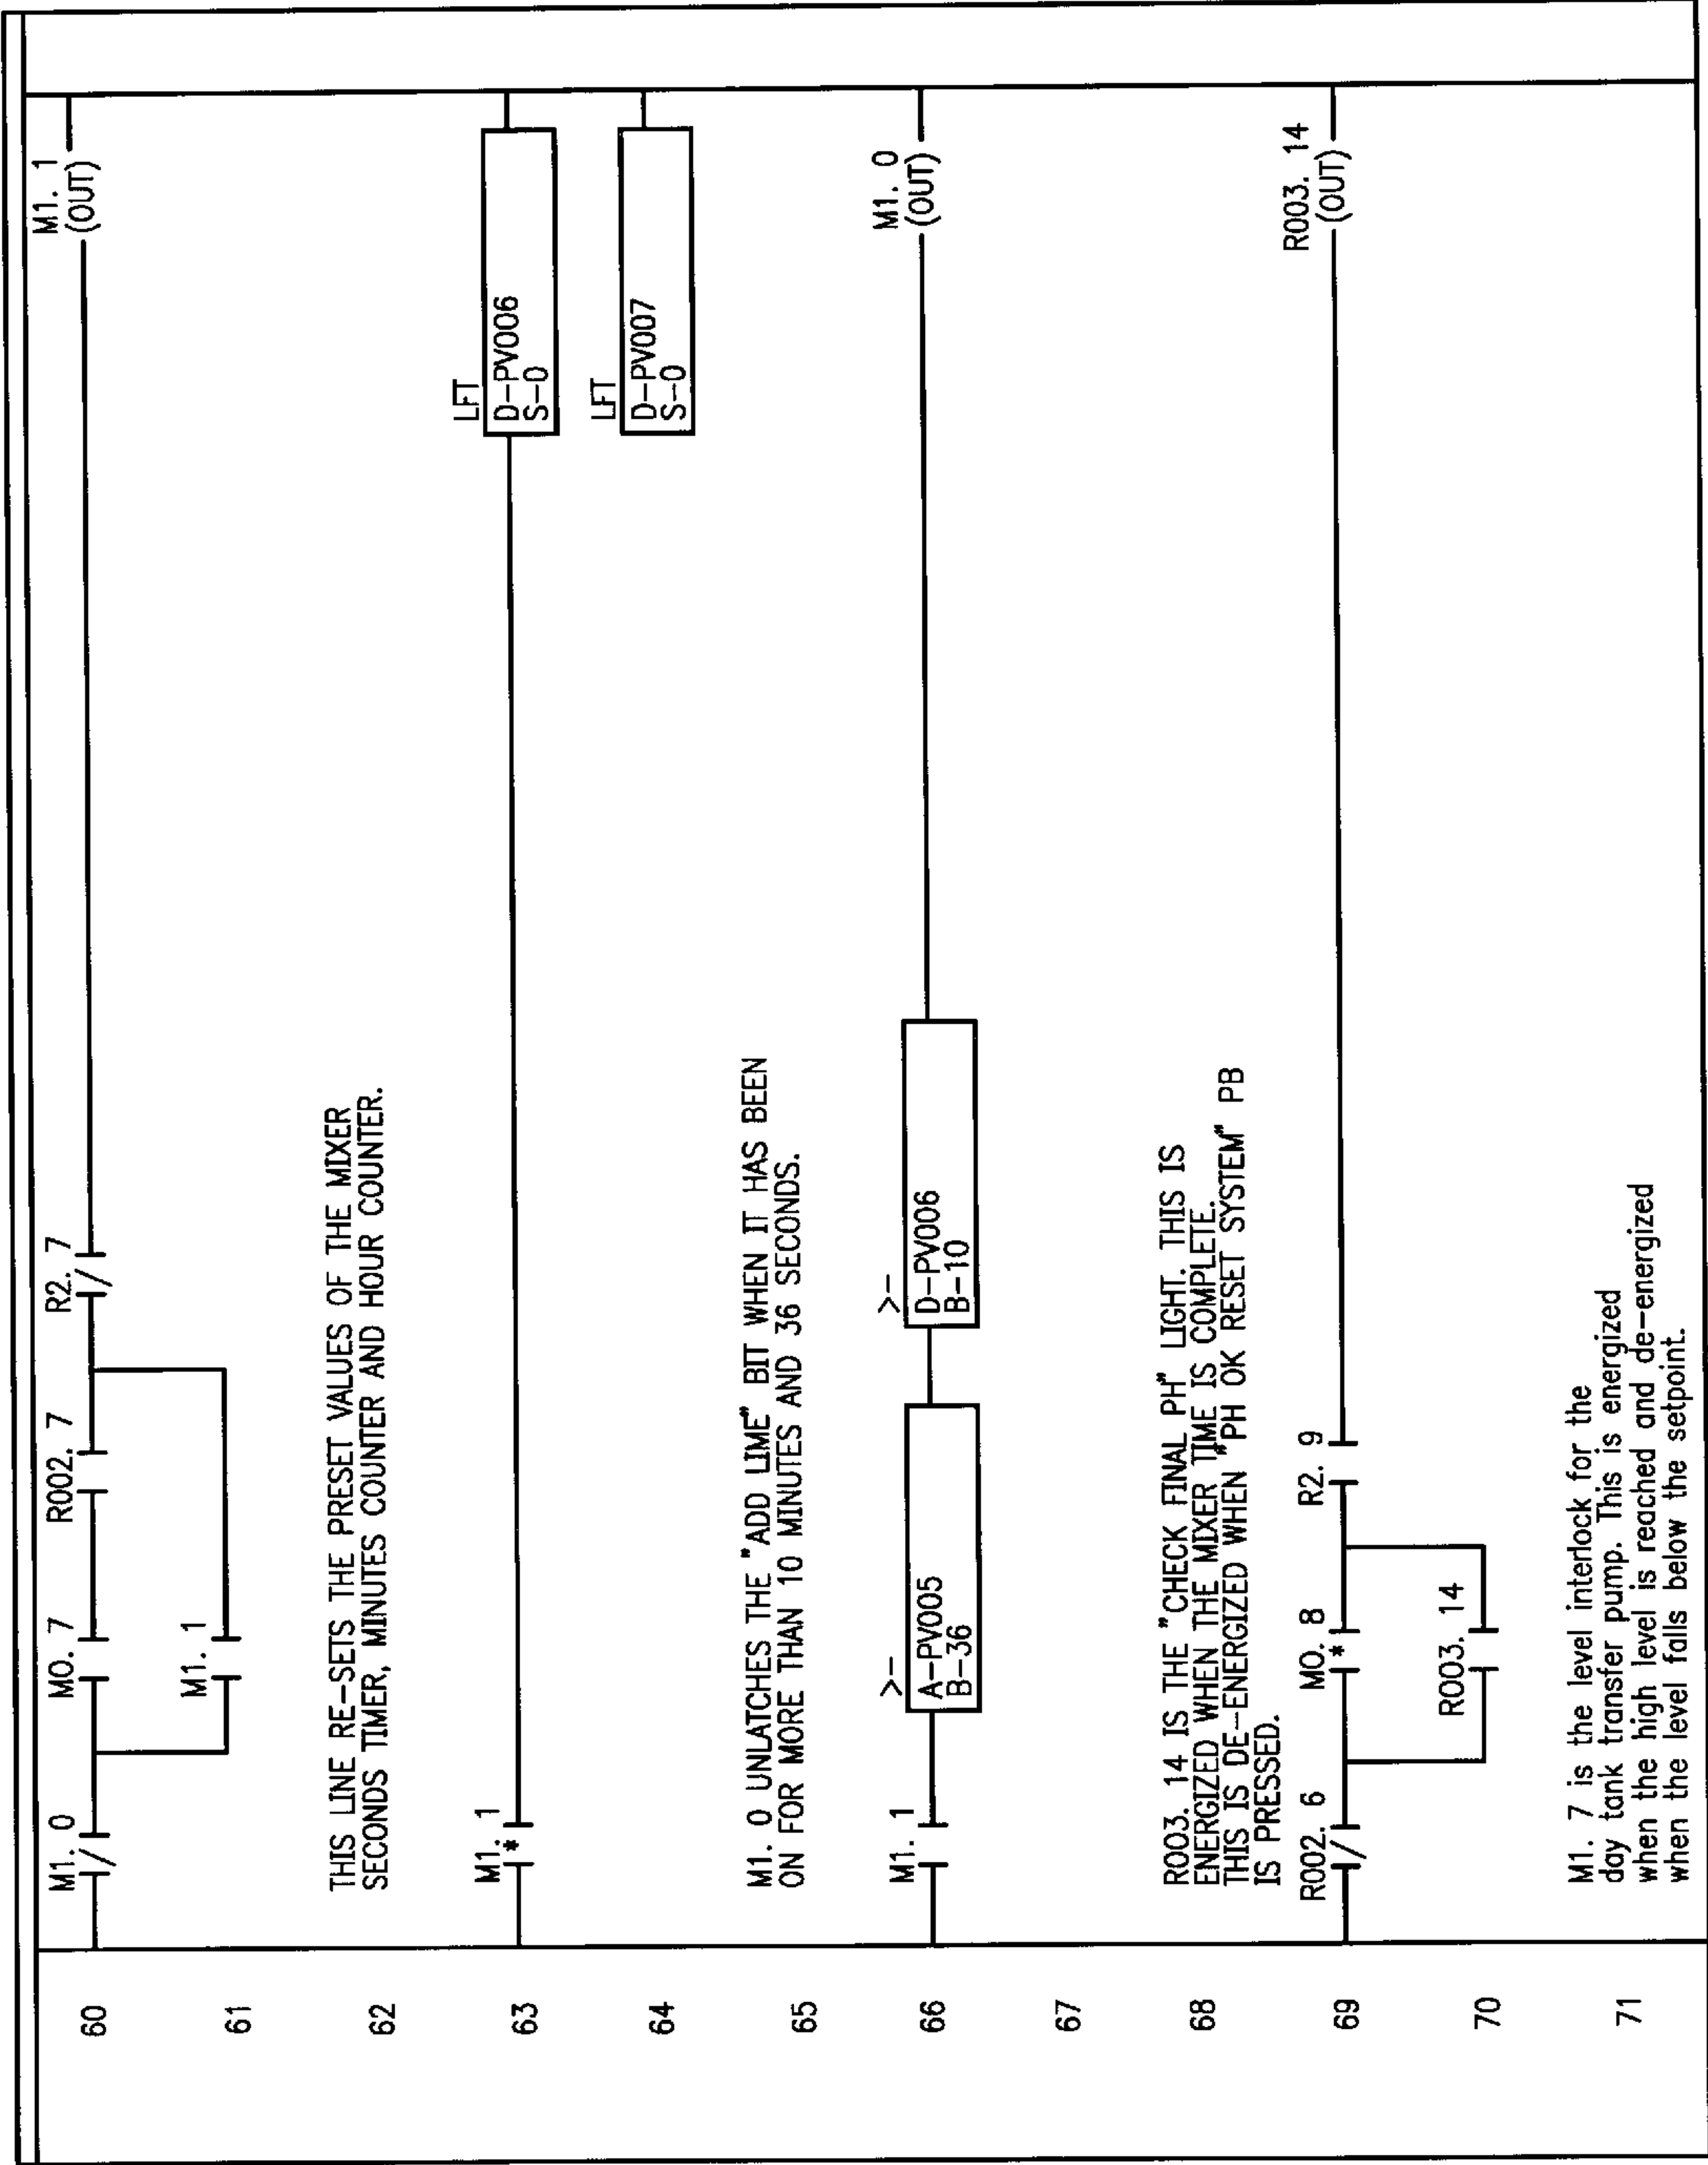 60
M1. 0 M0. 7 R002. 7 R2. 7 M1. 1
/ / (OUT)
61
M1. 1
62
THIS LINE RE-SETS THE PRESET VALUES OF THE MIXER
SECONDS TIMER, MINUTES COUNTER AND HOUR COUNTER.
63
M1. 1
*
LFT
D-PV006
S-0
64
LFT
D-PV007
S-0
65
M1. 0 UNLATCHES THE "ADD LIME" BIT WHEN IT HAS BEEN
ON FOR MORE THAN 10 MINUTES AND 36 SECONDS.
66
M1. 1
>-
A-PV005
B-36
>-
D-PV006
B-10
M1. 0
(OUT)
67
68
R003. 14 IS THE "CHECK FINAL PH" LIGHT. THIS IS
ENERGIZED WHEN THE MIXER TIME IS COMPLETE.
THIS IS DE-ENERGIZED WHEN "PH OK RESET SYSTEM" PB
IS PRESSED.
69
R002. 6 M0. 8 R2. 9 R003. 14
/ * (OUT)
70
R003. 14
71
M1. 7 is the level interlock for the
day tank transfer pump. This is energized
when the high level is reached and de-energized
when the level falls below the setpoint.